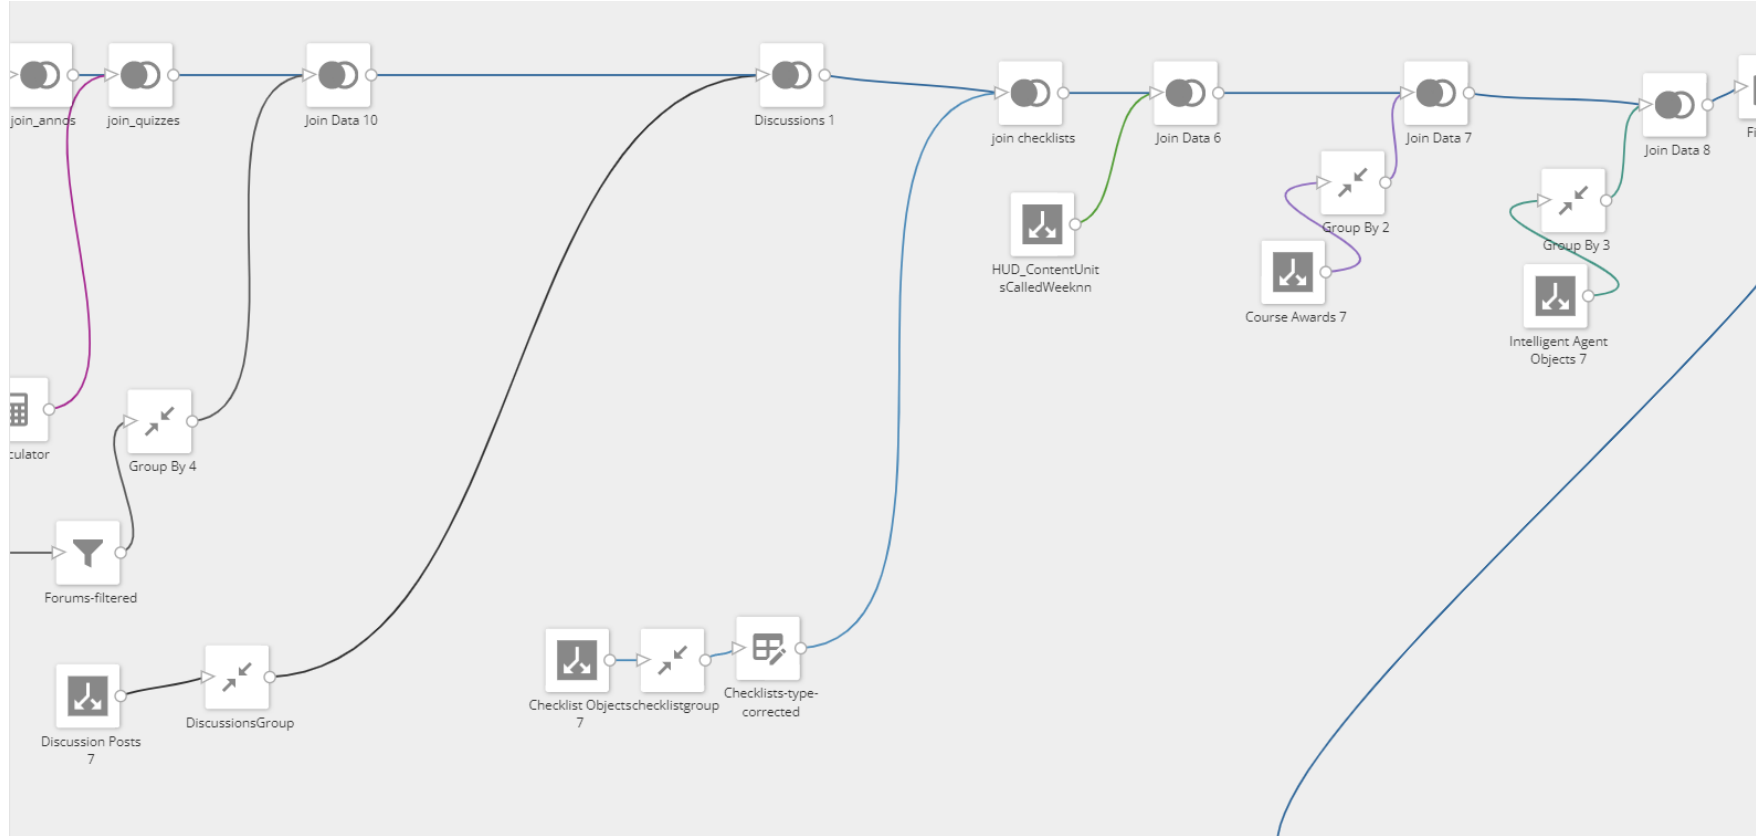 join_annos
join_quizzes
Join Data 10
Discussions 1
join checklists
Join Data 6
Join Data 7
Join Data 8
Fi
HUD_ContentUnit
sCalledWeeknn
Group By 2
Course Awards 7
Group By 3
Intelligent Agent
Objects 7
culator
Group By 4
Forums-filtered
Discussion Posts
7
DiscussionsGroup
Checklist Objects
7
checklistgroup
Checklists-type-
corrected